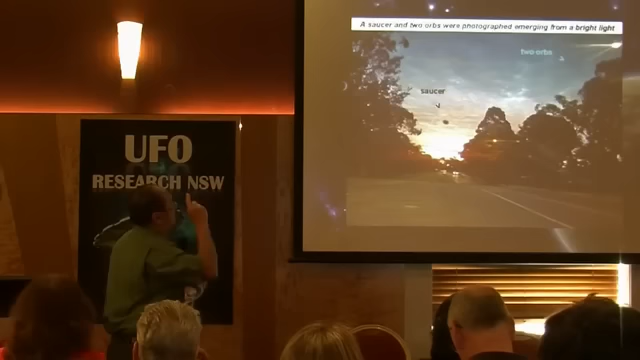 A saucer and two orbs were photographed emerging from a bright light
two orbs
saucer
UFO
RESEARCH NSW